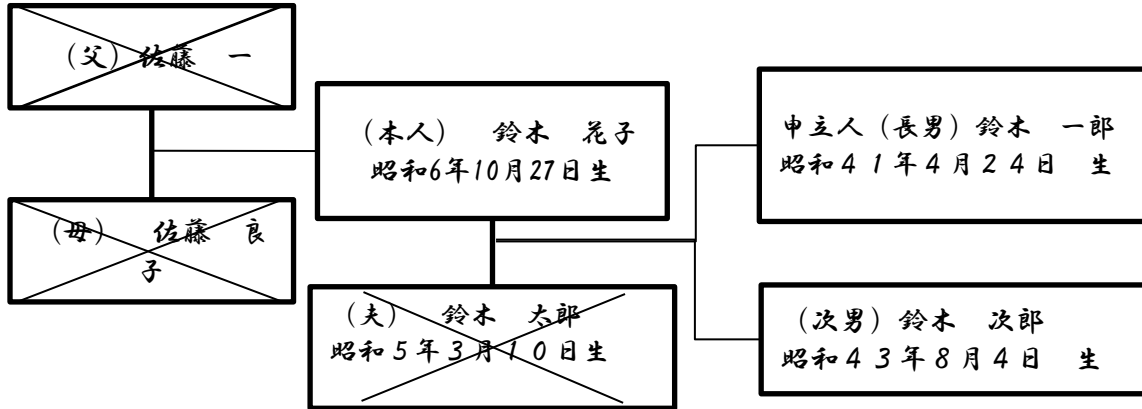 (父)佐藤　一
(母)　佐藤　良
子
(本人)　鈴木　花子
昭和6年10月27日生
(夫)　鈴木　太郎
昭和５年３月１０日生
申立人(長男)鈴木　一郎
昭和４１年４月２４日　生
(次男)鈴木　次郎
昭和４３年８月４日　生